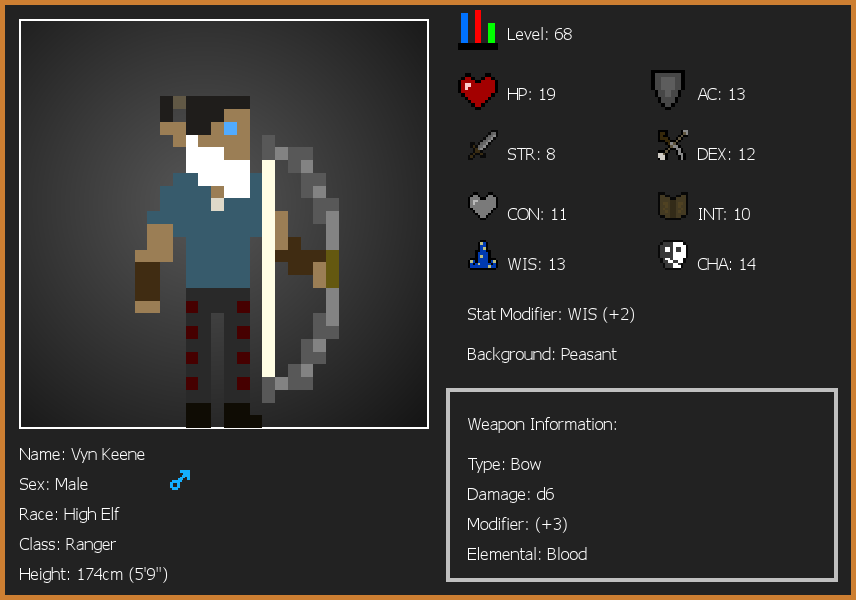 Level: 68
HP: 19
AC: 13
STR: 8
DEX: 12
CON: 11
INT: 10
WIS: 13
CHA: 14
Stat Modifier: WIS (+2)
Background: Peasant
Weapon Information:
Type: Bow
Damage: d6
Modifier: (+3)
Elemental: Blood
Name: Vyn Keene
Sex: Male
Race: High Elf
Class: Ranger
Height: 174cm (5'9")